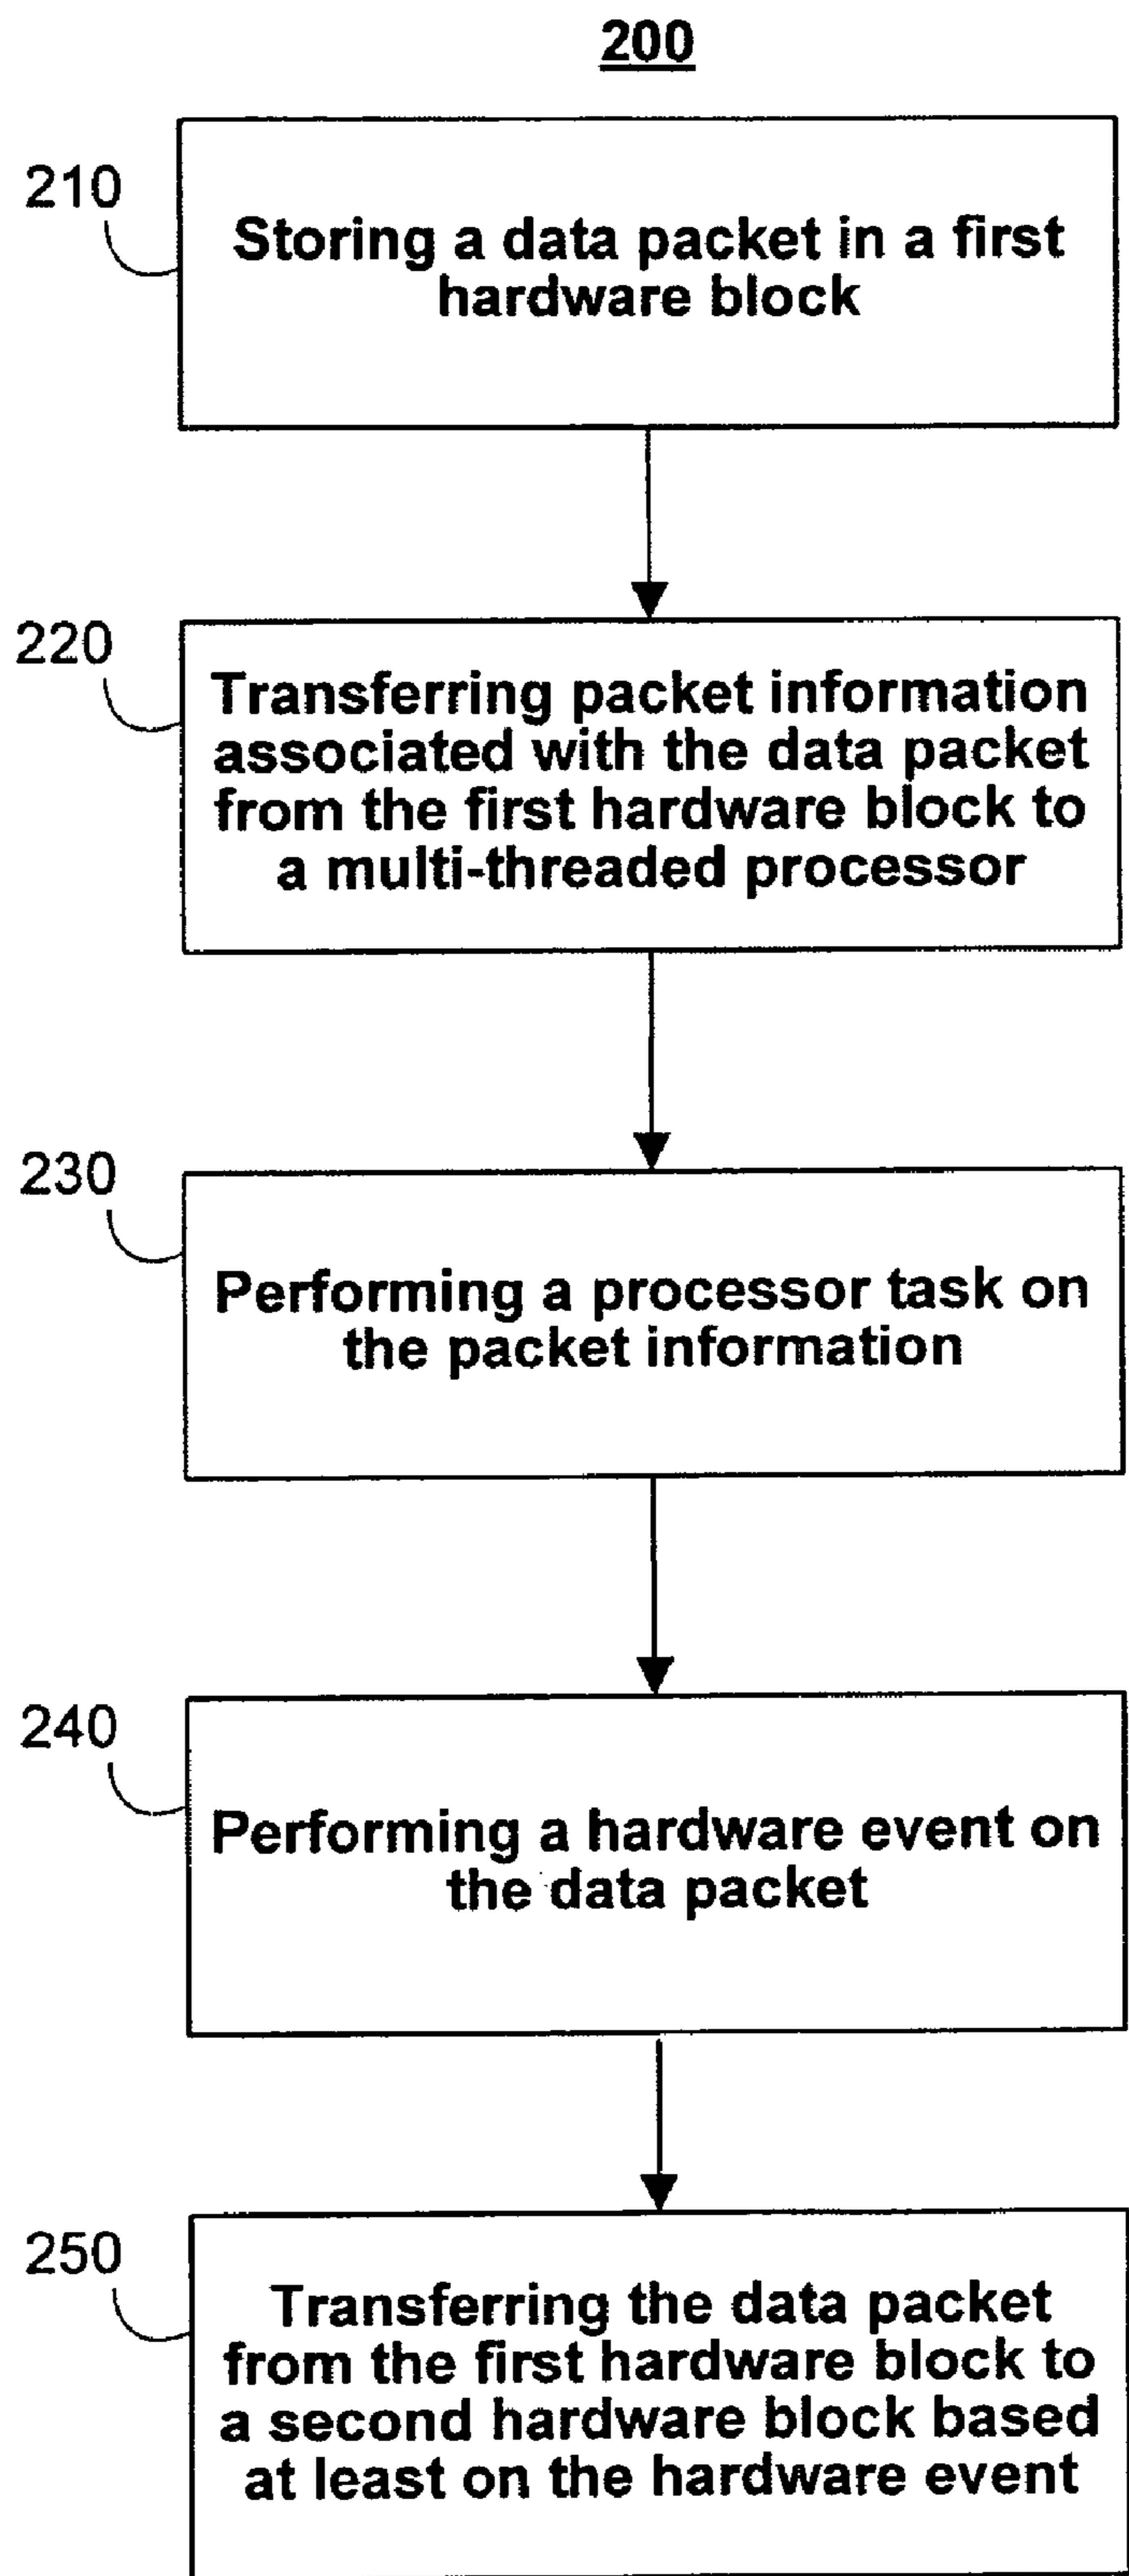 200
210
Storing a data packet in a first
hardware block
220
Transferring packet information
associated with the data packet
from the first hardware block to
a multi-threaded processor
230
Performing a processor task on
the packet information
240
Performing a hardware event on
the data packet
250
Transferring the data packet
from the first hardware block to
a second hardware block based
at least on the hardware event